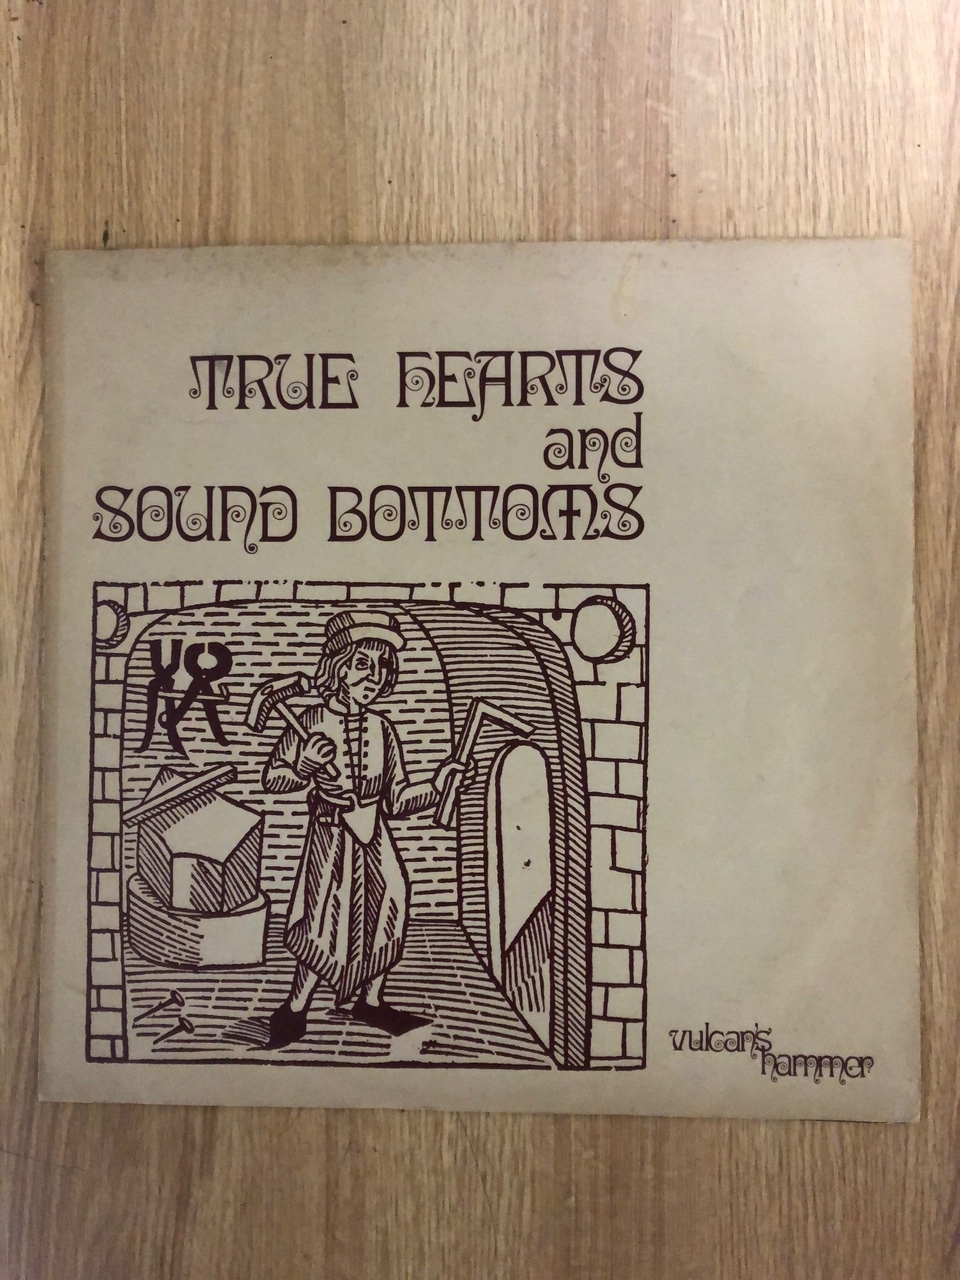 TRUE HEARTS
and
SOUND BOTTOMS
vulcan's
hammer